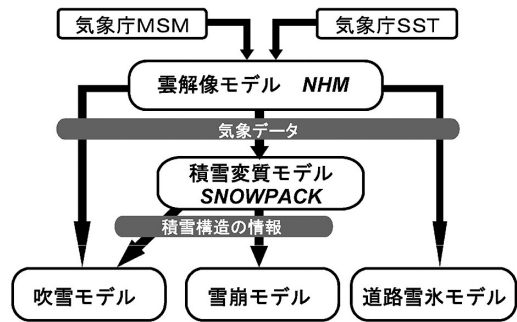 気象庁MSM
気象庁SST
雲解像モデル NHM
気象データ
積雪変質モデル
SNOWPACK
積雪構造の情報
吹雪モデル
雪崩モデル
道路雪氷モデル